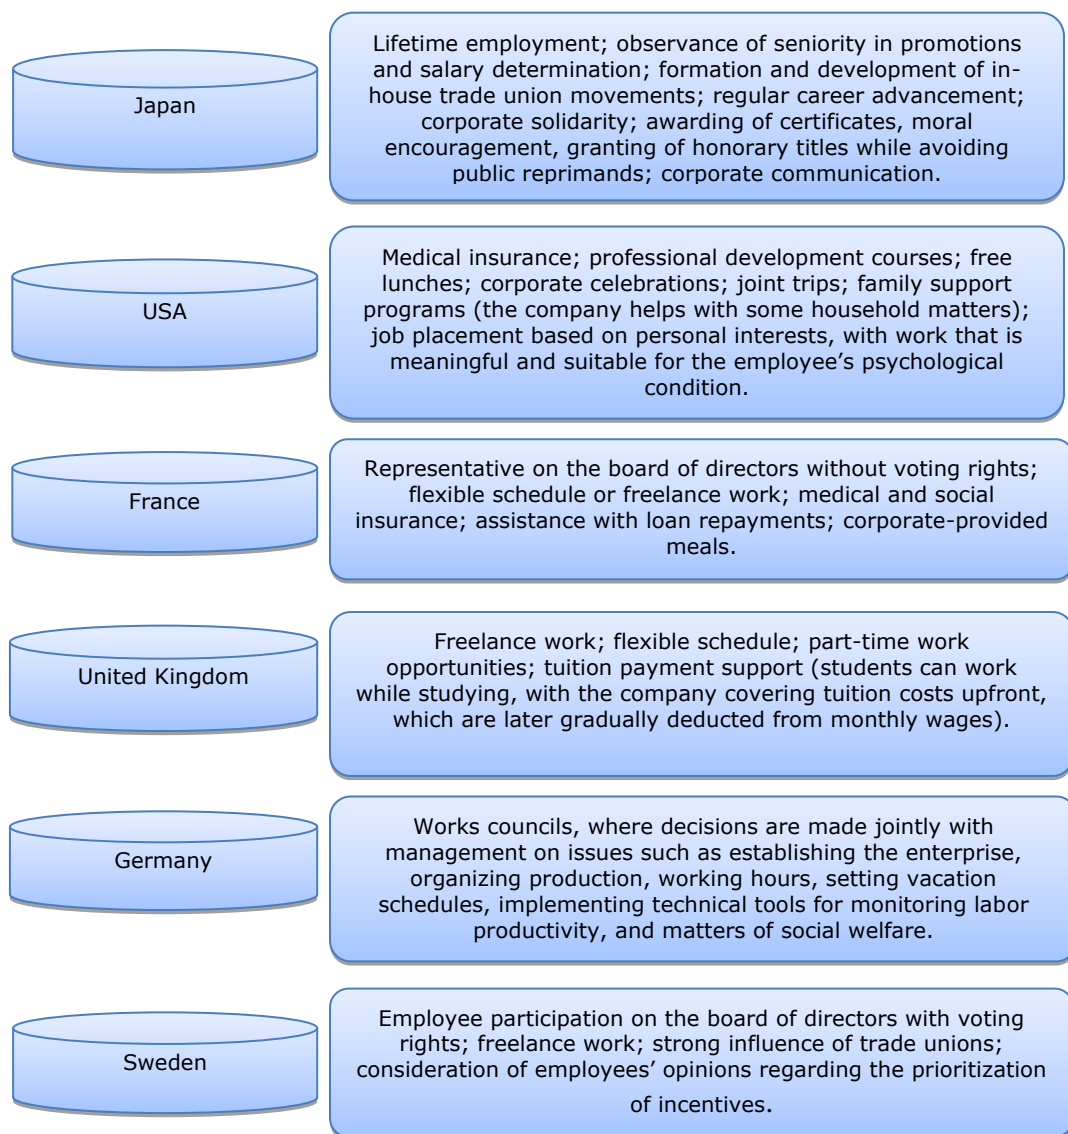 Japan
Lifetime employment; observance of seniority in promotions
and salary determination; formation and development of in-
house trade union movements; regular career advancement;
corporate solidarity; awarding of certificates, moral
encouragement, granting of honorary titles while avoiding
public reprimands; corporate communication.
USA
Medical insurance; professional development courses; free
lunches; corporate celebrations; joint trips; family support
programs (the company helps with some household matters);
job placement based on personal interests, with work that is
meaningful and suitable for the employee’s psychological
condition.
France
Representative on the board of directors without voting rights;
flexible schedule or freelance work; medical and social
insurance; assistance with loan repayments; corporate-provided
meals.
United Kingdom
Freelance work; flexible schedule; part-time work
opportunities; tuition payment support (students can work
while studying, with the company covering tuition costs upfront,
which are later gradually deducted from monthly wages).
Germany
Works councils, where decisions are made jointly with
management on issues such as establishing the enterprise,
organizing production, working hours, setting vacation
schedules, implementing technical tools for monitoring labor
productivity, and matters of social welfare.
Sweden
Employee participation on the board of directors with voting
rights; freelance work; strong influence of trade unions;
consideration of employees’ opinions regarding the prioritization
of incentives.